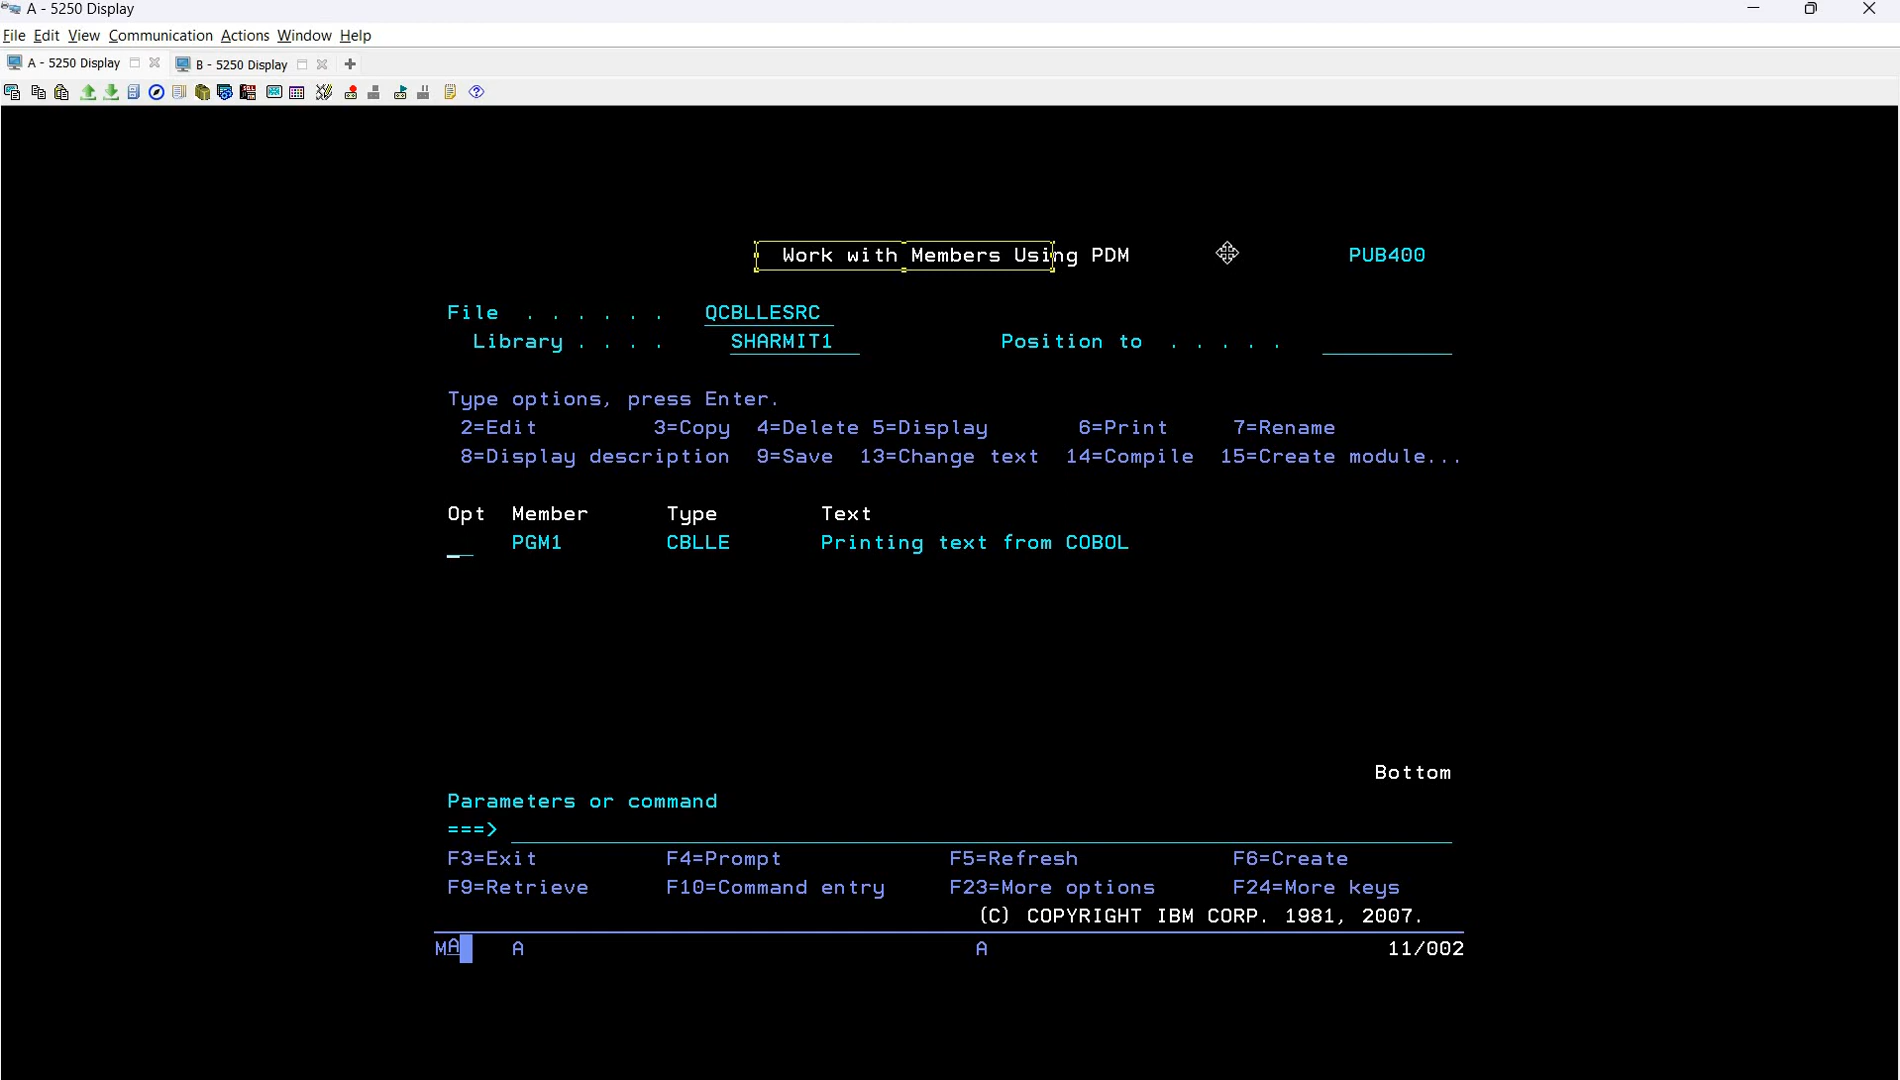 A - 5250 Display
File Edit View Communication Actions Window Help
A - 5250 Display B - 5250 Display
Work with Members Using PDM PUB400
File . . . . . . QCBLLESRC
Library . . . . SHARMIT1 Position to . . . . .
Type options, press Enter.
2=Edit 3=Copy 4=Delete 5=Display 6=Print 7=Rename
8=Display description 9=Save 13=Change text 14=Compile 15=Create module...
Opt Member Type Text
PGM1 CBLLE Printing text from COBOL
Bottom
Parameters or command
===>
F3=Exit F4=Prompt F5=Refresh F6=Create
F9=Retrieve F10=Command entry F23=More options F24=More keys
(C) COPYRIGHT IBM CORP. 1981, 2007.
MA A A 11/002